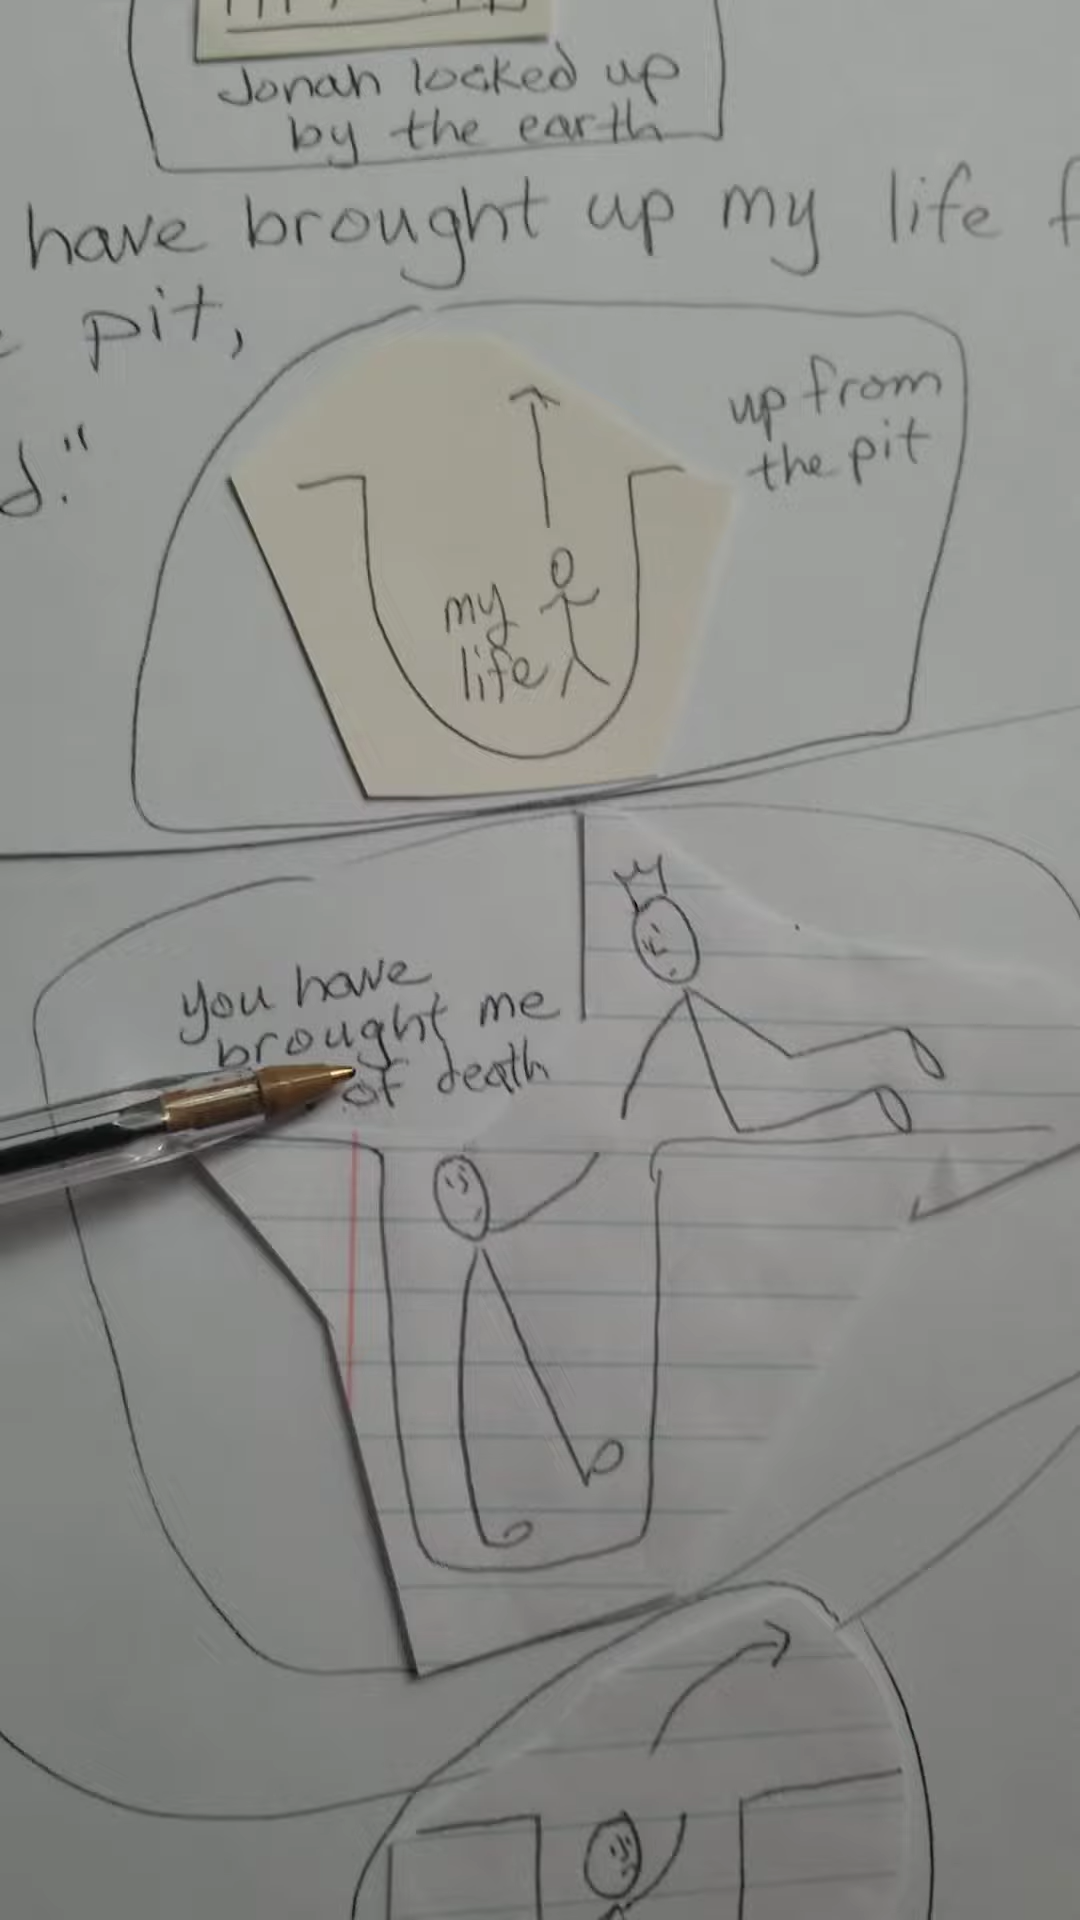 Jonah locked up
by the earth
have brought up my life f
pit,
d."
up from
the pit
my
life
you have
brought me
of death